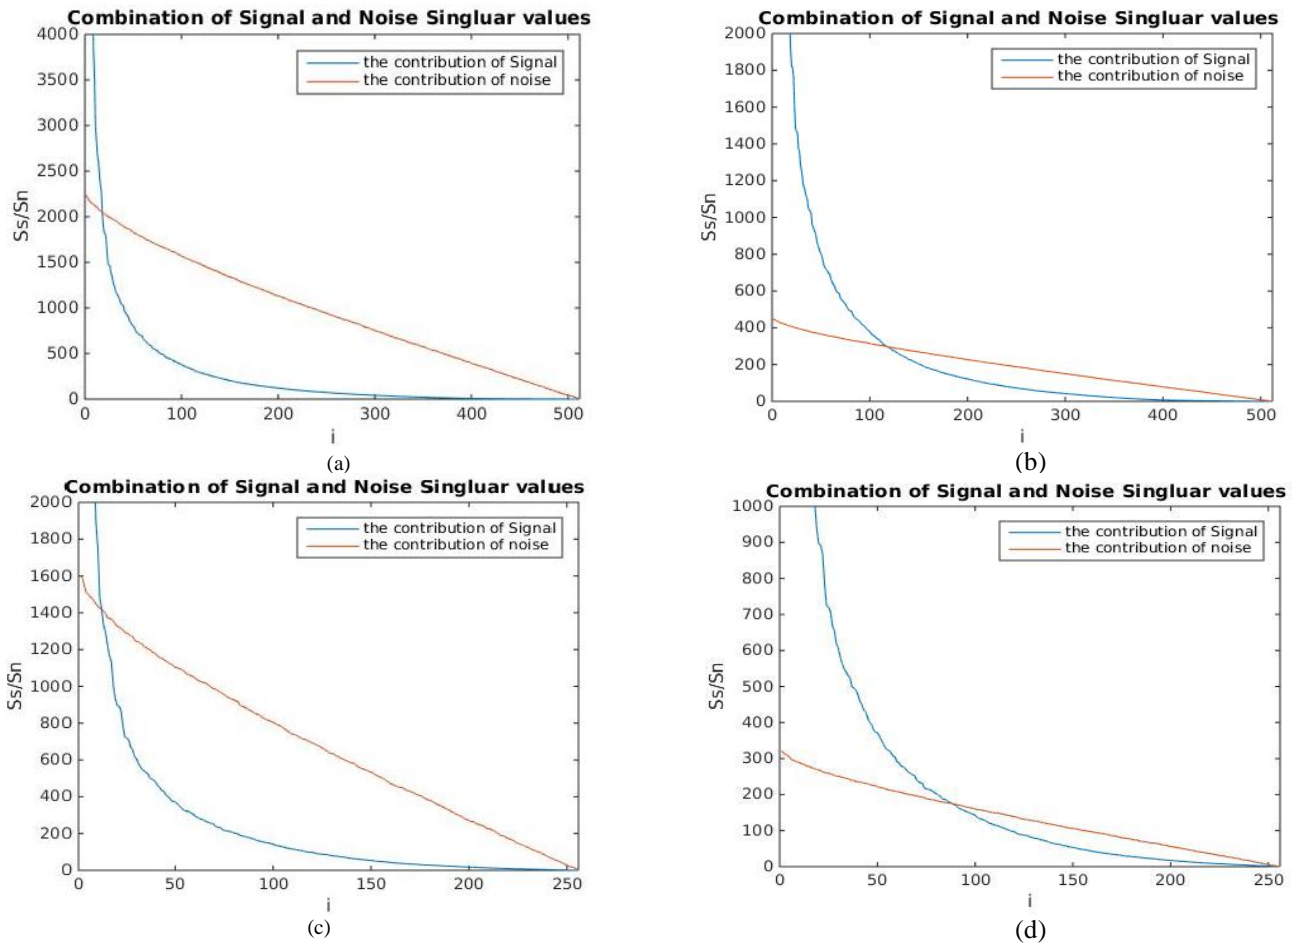 Combination of Signal and Noise Singluar values
4000
3500
3000
2500
2000
1500
1000
500
0
Ss/Sn
the contribution of Signal
the contribution of noise
0 100 200 300 400 500
i
(a)
Combination of Signal and Noise Singluar values
2000
1800
1600
1400
1200
1000
800
600
400
200
0
Ss/Sn
the contribution of Signal
the contribution of noise
0 100 200 300 400 500
i
(b)
Combination of Signal and Noise Singluar values
2000
1800
1600
1400
1200
1000
800
600
400
200
0
Ss/Sn
the contribution of Signal
the contribution of noise
0 50 100 150 200 250
i
(c)
Combination of Signal and Noise Singluar values
1000
900
800
700
600
500
400
300
200
100
0
Ss/Sn
the contribution of Signal
the contribution of noise
0 50 100 150 200 250
i
(d)